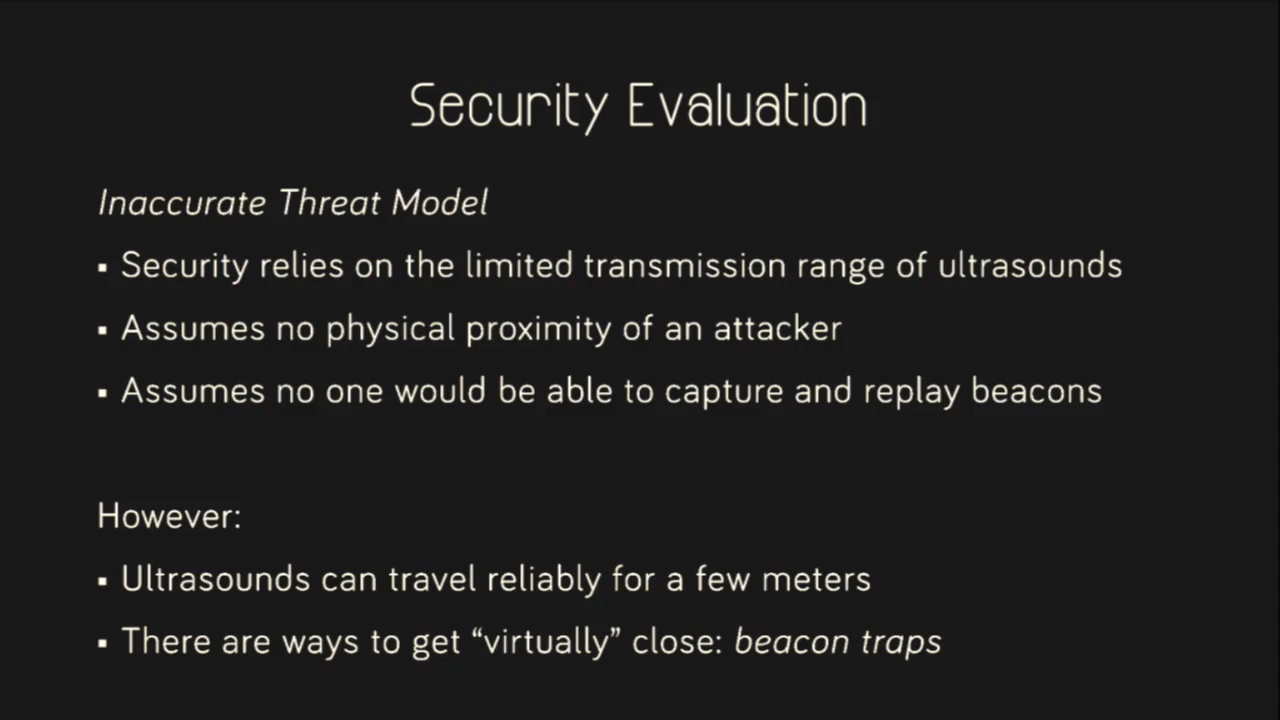 Security Evaluation
Inaccurate Threat Model
▪ Security relies on the limited transmission range of ultrasounds
▪ Assumes no physical proximity of an attacker
▪ Assumes no one would be able to capture and replay beacons
However:
▪ Ultrasounds can travel reliably for a few meters
▪ There are ways to get “virtually” close: beacon traps